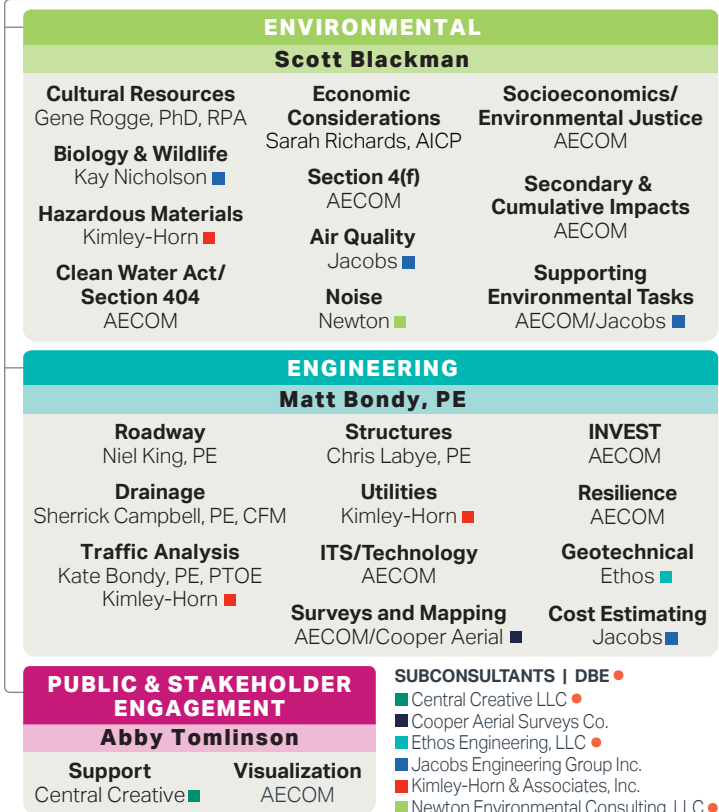 ENVIRONMENTAL
Scott Blackman
Cultural Resources
Gene Rogge, PhD, RPA
Biology & Wildlife
Kay Nicholson
Hazardous Materials
Kimley-Horn
Clean Water Act/
Section 404
AECOM
Economic
Considerations
Sarah Richards, AICP
Section 4(f)
AECOM
Air Quality
Jacobs
Noise
Newton
Socioeconomics/
Environmental Justice
AECOM
Secondary &
Cumulative Impacts
AECOM
Supporting
Environmental Tasks
AECOM/Jacobs
ENGINEERING
Matt Bondy, PE
Roadway
Niel King, PE
Drainage
Sherrick Campbell, PE, CFM
Traffic Analysis
Kate Bondy, PE, PTOE
Kimley-Horn
Structures
Chris Labye, PE
Utilities
Kimley-Horn
ITS/Technology
AECOM
Surveys and Mapping
AECOM/Cooper Aerial
INVEST
AECOM
Resilience
AECOM
Geotechnical
Ethos
Cost Estimating
Jacobs
PUBLIC & STAKEHOLDER
ENGAGEMENT
Abby Tomlinson
Support
Central Creative
Visualization
AECOM
SUBCONSULTANTS | DBE
Central Creative LLC
Cooper Aerial Surveys Co.
Ethos Engineering, LLC
Jacobs Engineering Group Inc.
Kimley-Horn & Associates, Inc.
Newton Environmental Consulting, LLC